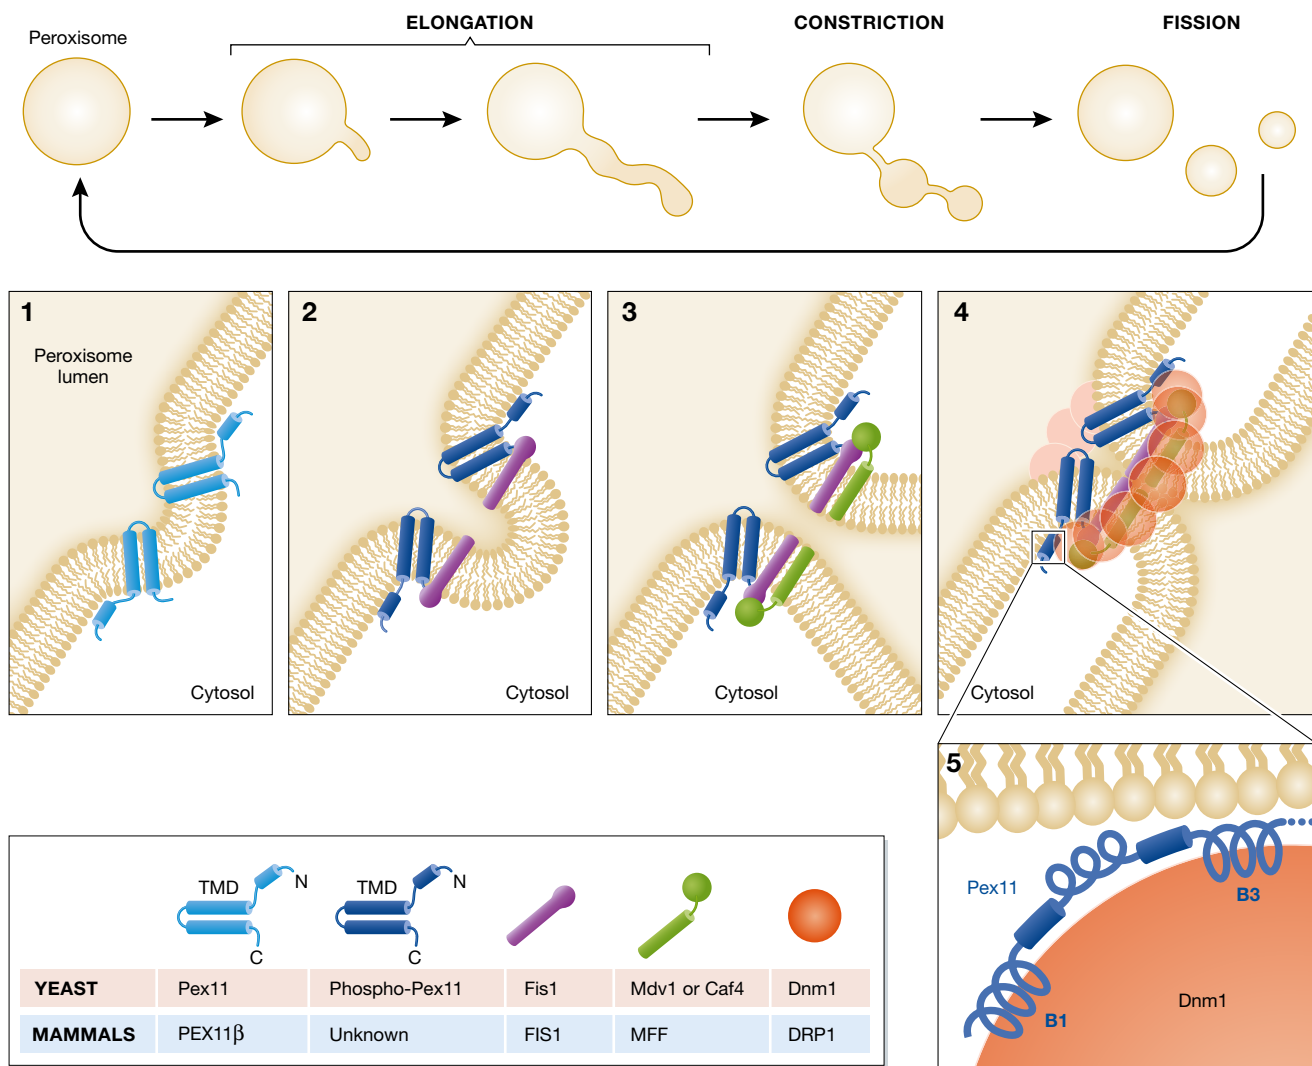 ELONGATION
CONSTRICTION
FISSION
Peroxisome
1
Peroxisome
lumen
Cytosol
2
Cytosol
3
Cytosol
4
Cytosol
5
Pex11
B3
B1
Dnm1
TMD
N
C
TMD
N
C
YEAST Pex11 Phospho-Pex11 Fis1 Mdv1 or Caf4 Dnm1
MAMMALS PEX11β Unknown FIS1 MFF DRP1